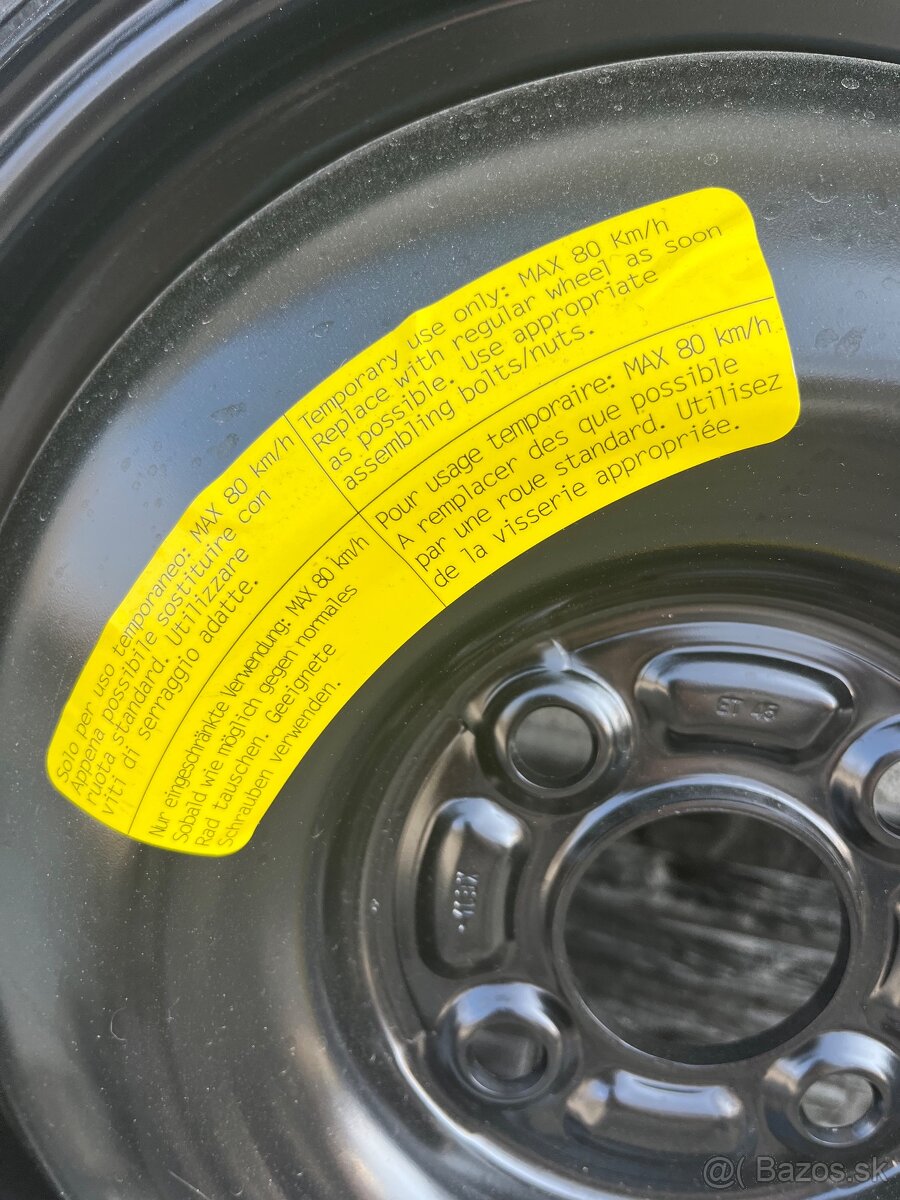 Temporary use only: MAX 80 Km/h
Replace with regular wheel as soon
as possible. Use appropriate
assembling bolts/nuts.
Pour usage temporaire: MAX 80 km/h
A remplacer des que possible
par une roue standard. Utilisez
de la visserie appropriée.
Solo per uso temporaneo: MAX 80 km/h
Appena possibile sostituire con
ruota standard. Utilizzare
viti di serraggio adatte.
Nur eingeschränkte Verwendung: MAX 80 km/h
Sobald wie möglich gegen normales
Rad tauschen. Geeignete
Schrauben verwenden.
ET 45
@( Bazos.sk